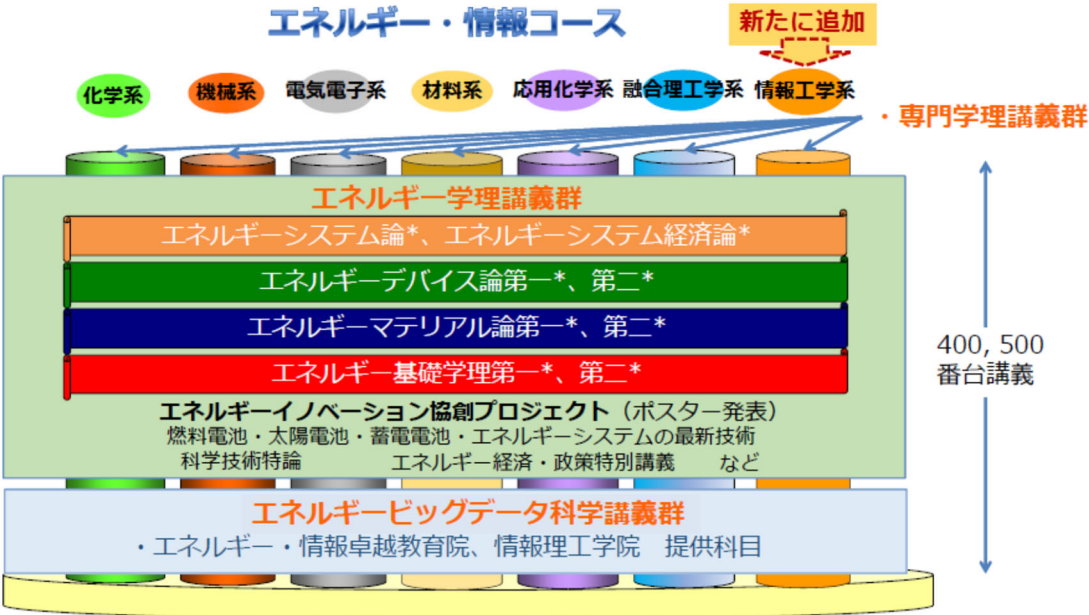 エネルギー・情報コース
新たに追加
化学系
機械系
電気電子系
材料系
応用化学系
融合理工学系
情報工学系
・専門学理講義群
エネルギー学理講義群
エネルギーシステム論*、エネルギーシステム経済論*
エネルギーデバイス論第一*、第二*
エネルギーマテリアル論第一*、第二*
エネルギー基礎学理第一*、第二*
エネルギーイノベーション協創プロジェクト（ポスター発表）
燃料電池・太陽電池・蓄電電池・エネルギーシステムの最新技術
科学技術特論 エネルギー経済・政策特別講義 など
400, 500
番台講義
エネルギービッグデータ科学講義群
・エネルギー・情報卓越教育院、情報理工学院 提供科目